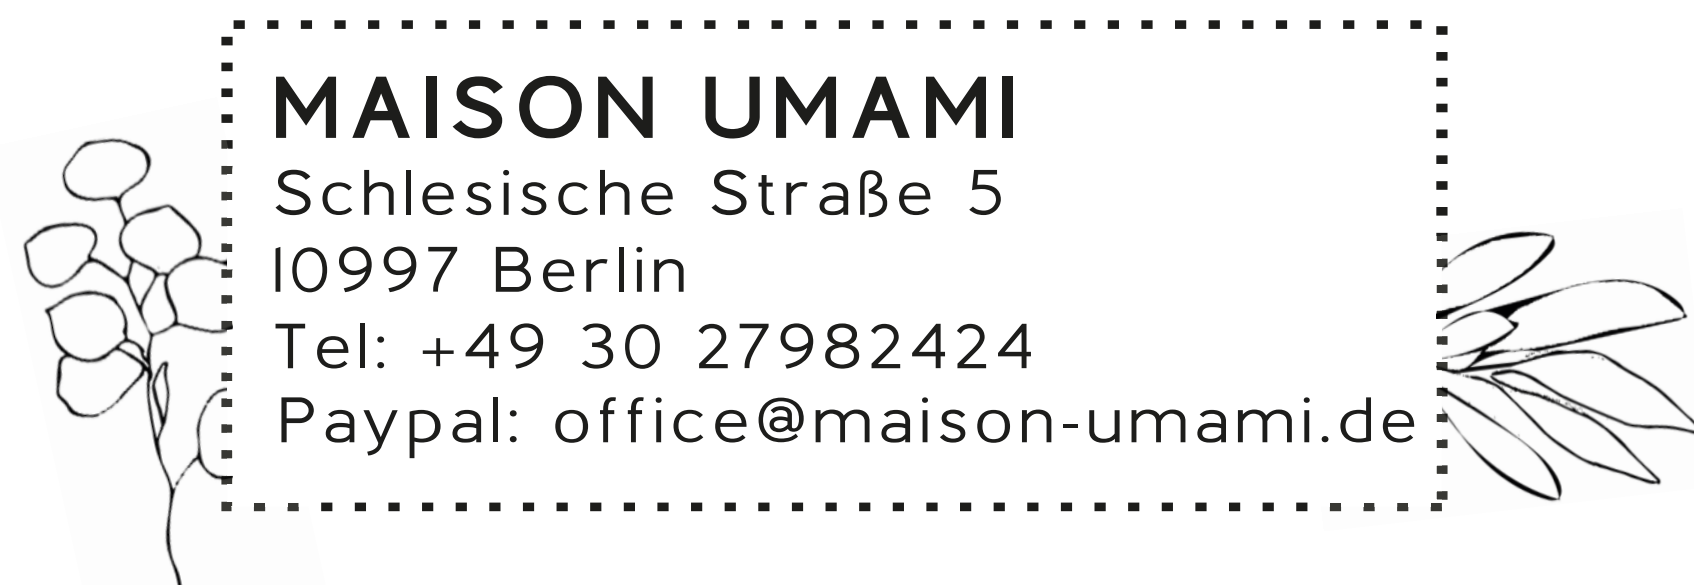 MAISON UMAMI
Schlesische Straße 5
10997 Berlin
Tel: +49 30 27982424
Paypal: office@maison-umami.de